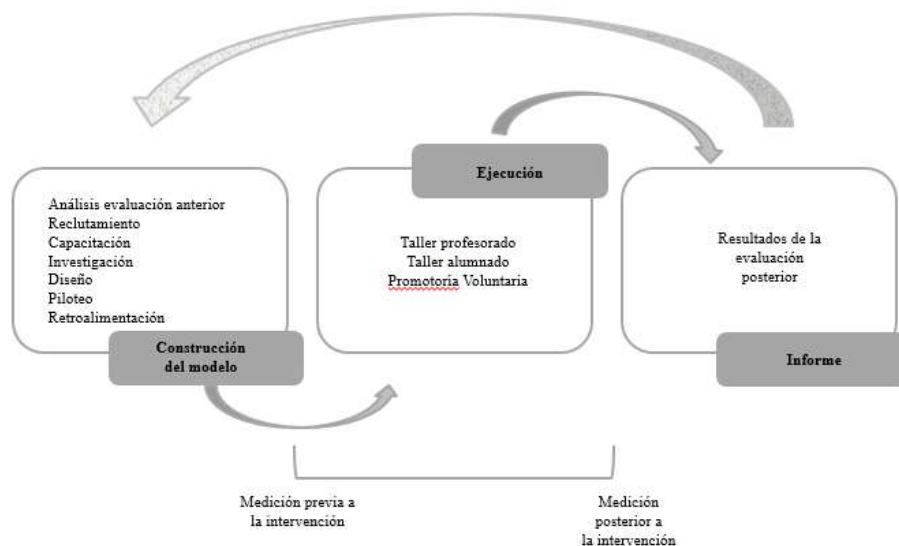 Análisis evaluación anterior
Reclutamiento
Capacitación
Investigación
Diseño
Piloteo
Retroalimentación
Construcción
del modelo
Ejecución
Taller profesorado
Taller alumnado
Promotoría Voluntaria
Resultados de la
evaluación
posterior
Informe
Medición previa a
la intervención
Medición
posterior a
la intervención